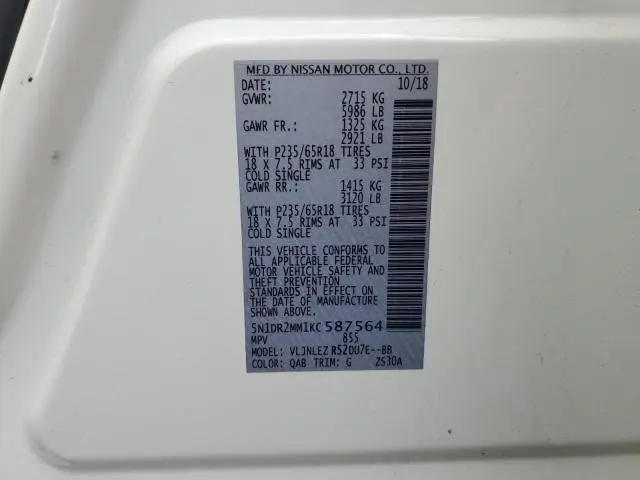 MFD BY NISSAN MOTOR CO., LTD.
DATE: 10/18
GVWR: 2715 KG
5986 LB
GAWR FR.: 1325 KG
2921 LB
WITH P235/65R18 TIRES
18 X 7.5 RIMS AT 33 PSI
COLD SINGLE
GAWR RR.: 1415 KG
3120 LB
WITH P235/65R18 TIRES
18 X 7.5 RIMS AT 33 PSI
COLD SINGLE
THIS VEHICLE CONFORMS TO
ALL APPLICABLE FEDERAL
MOTOR VEHICLE SAFETY AND
THEFT PREVENTION
STANDARDS IN EFFECT ON
THE DATE OF MANUFACTURE
SHOWN ABOVE.
5N1DR2MM1KC587564
MPV 855
MODEL: VLJNLEZ R52D07E--BR
COLOR: QAB TRIM: G ZS30A